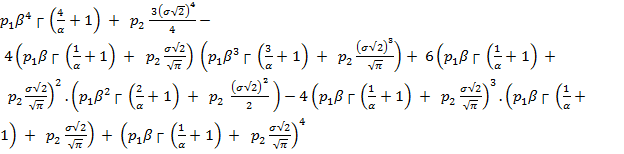 p₁β⁴ Γ (4/α + 1) + p₂ 3(σ√2)⁴/4 −
4(p₁β Γ (1/α + 1) + p₂ σ√2/√π) (p₁β³ Γ (3/α + 1) + p₂ (σ√2)³/√π) + 6(p₁β Γ (1/α + 1) +
p₂ σ√2/√π)² .(p₁β² Γ (2/α + 1) + p₂ (σ√2)²/2) − 4(p₁β Γ (1/α + 1) + p₂ σ√2/√π)³ .(p₁β Γ (1/α +
1) + p₂ σ√2/√π) + (p₁β Γ (1/α + 1) + p₂ σ√2/√π)⁴